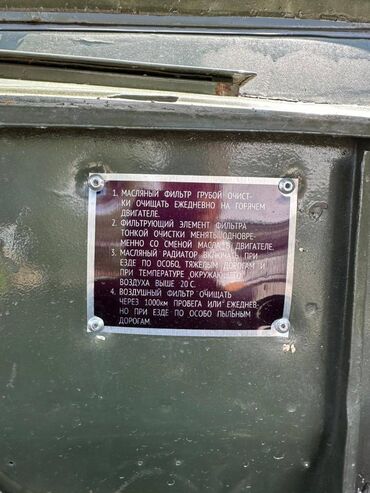 1. МАСЛЯНЫЙ ФИЛЬТР ГРУБОЙ ОЧИСТ-
КИ ОЧИЩАТЬ ЕЖЕДНЕВНО НА ГОРЯЧЕМ
ДВИГАТЕЛЕ.
2. ФИЛЬТРУЮЩИЙ ЭЛЕМЕНТ ФИЛЬТРА
ТОНКОЙ ОЧИСТКИ МЕНЯТЬ ОДНОВРЕ-
МЕННО СО СМЕНОЙ МАСЛА В ДВИГАТЕЛЕ.
3. МАСЛЯНЫЙ РАДИАТОР ВКЛЮЧАТЬ ПРИ
ЕЗДЕ ПО ОСОБО, ТЯЖЕЛЫМ ДОРОГАМ И
ПРИ ТЕМПЕРАТУРЕ ОКРУЖАЮЩЕГО
ВОЗДУХА ВЫШЕ 20 С.
4. ВОЗДУШНЫЙ ФИЛЬТР ОЧИЩАТЬ
ЧЕРЕЗ 1000КМ ПРОБЕГА ИЛИ ЕЖЕДНЕВ-
НО ПРИ ЕЗДЕ ПО ОСОБО ПЫЛЬНЫМ
ДОРОГАМ.